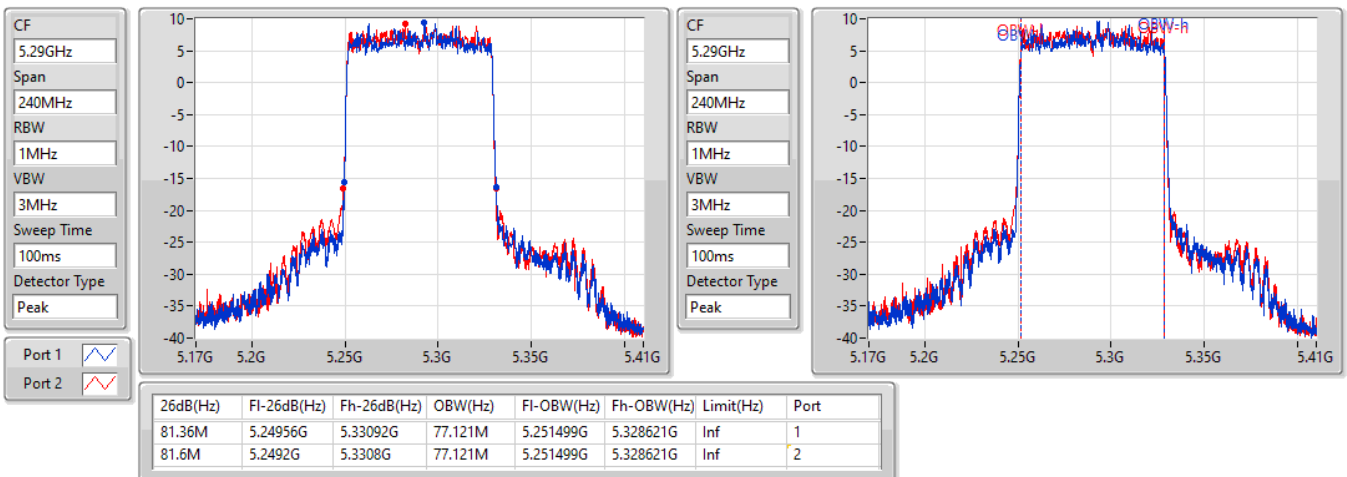 CF
5.29GHz
Span
240MHz
RBW
1MHz
VBW
3MHz
Sweep Time
100ms
Detector Type
Peak
Port 1
Port 2
10
5
0
-5
-10
-15
-20
-25
-30
-35
-40
5.17G 5.2G 5.25G 5.3G 5.35G 5.41G
CF
5.29GHz
Span
240MHz
RBW
1MHz
VBW
3MHz
Sweep Time
100ms
Detector Type
Peak
10
5
0
-5
-10
-15
-20
-25
-30
-35
-40
OBW-h
5.17G 5.2G 5.25G 5.3G 5.35G 5.41G
26dB(Hz) Fl-26dB(Hz) Fh-26dB(Hz) OBW(Hz) Fl-OBW(Hz) Fh-OBW(Hz) Limit(Hz) Port
81.36M 5.24956G 5.33092G 77.121M 5.251499G 5.328621G Inf 1
81.6M 5.2492G 5.3308G 77.121M 5.251499G 5.328621G Inf 2